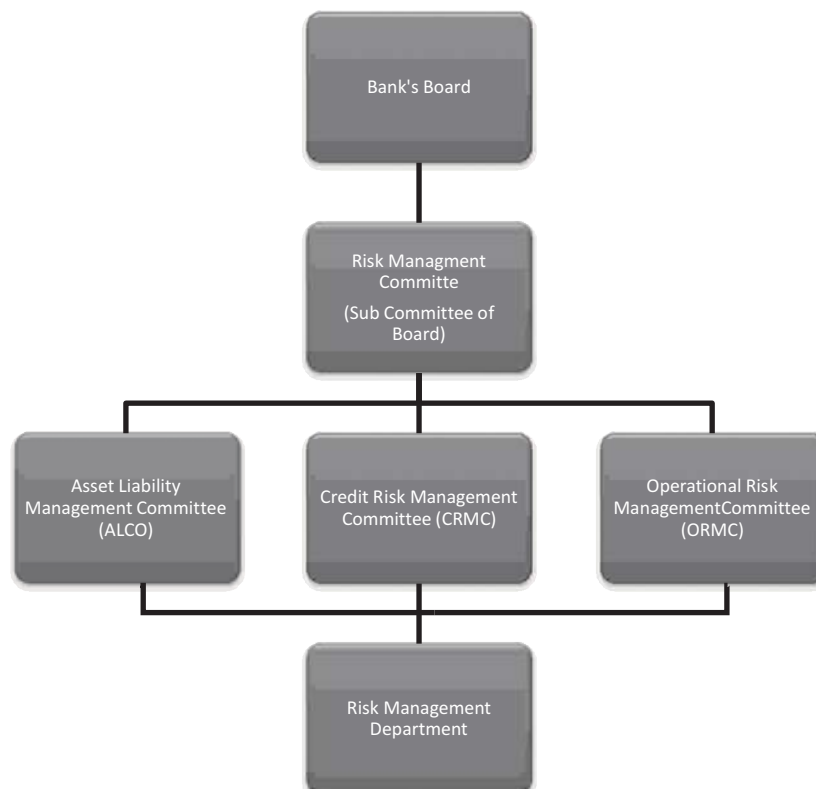 Bank's Board
Risk Managment
Committe
(Sub Committee of
Board)
Asset Liability
Management Committee
(ALCO)
Credit Risk Management
Committee (CRMC)
Operational Risk
ManagementCommittee
(ORMC)
Risk Management
Department